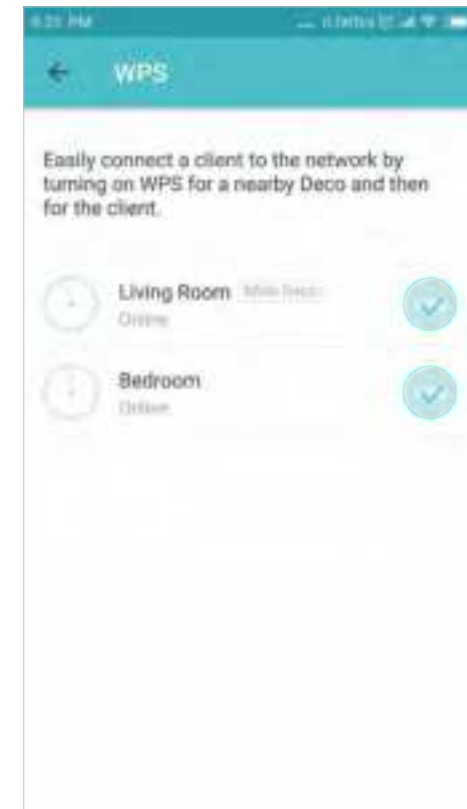 WPS
Easily connect a client to the network by
turning on WPS for a nearby Deco and then
for the client.
Living Room
Online
Bedroom
Online